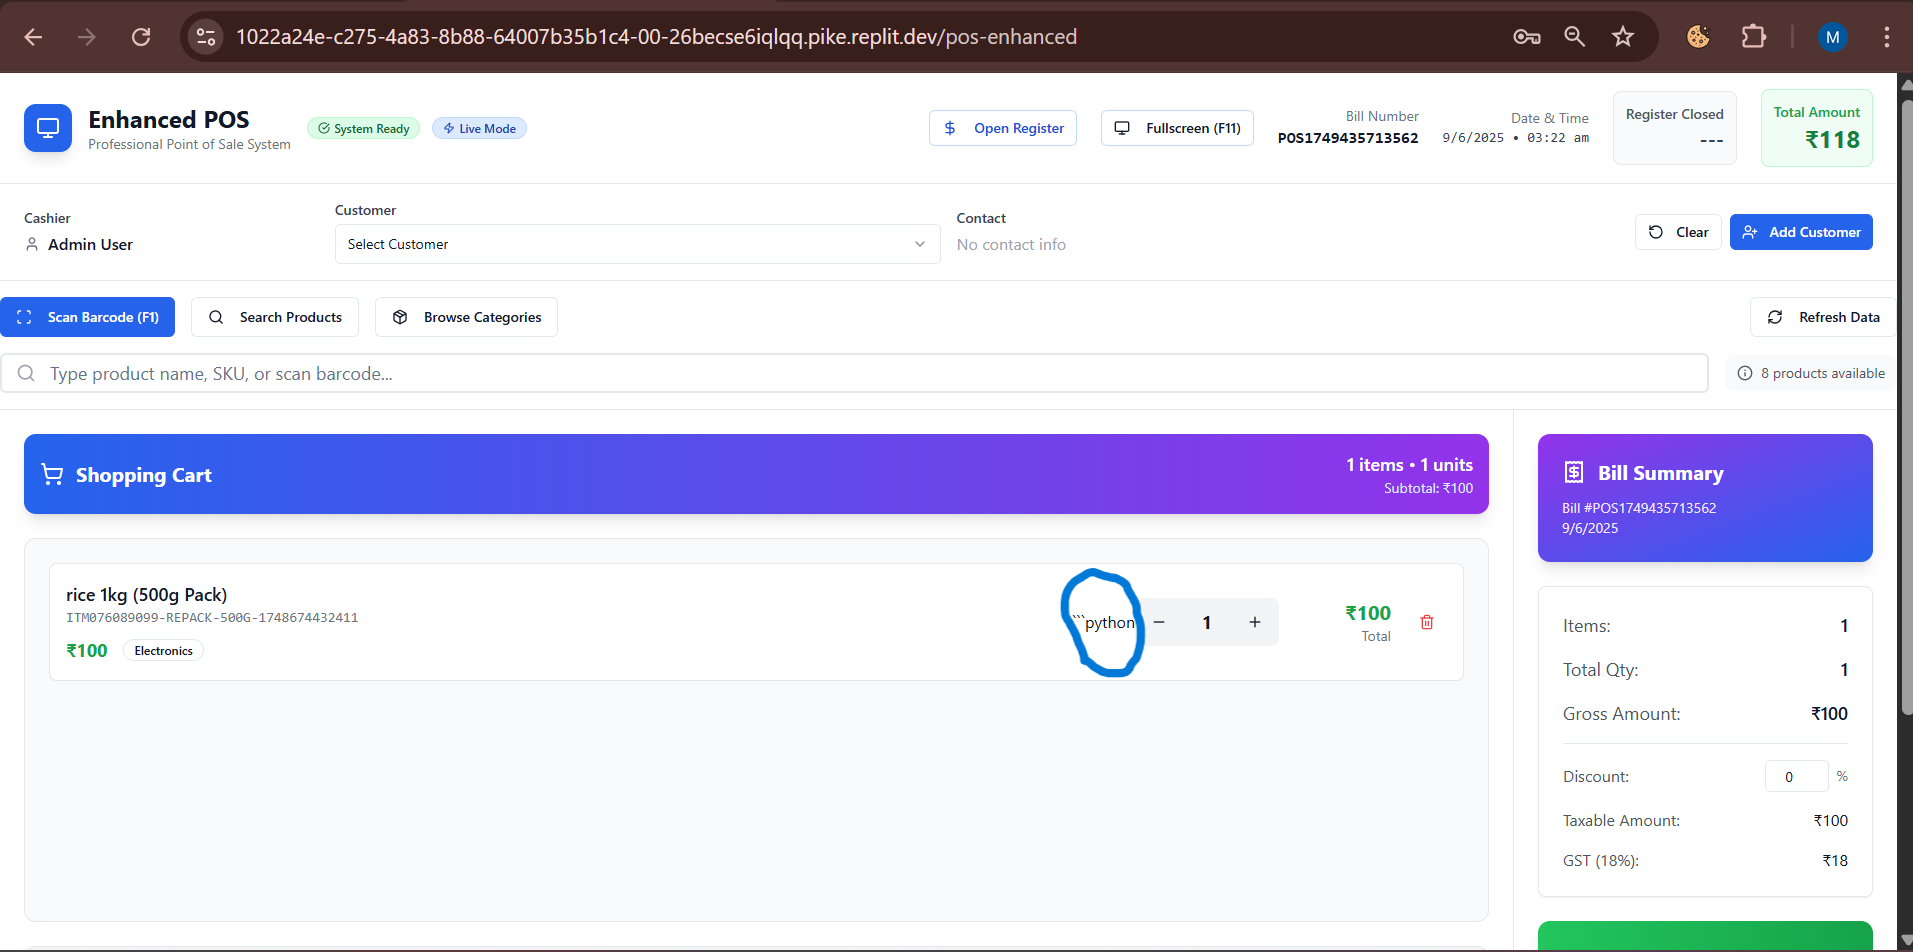 1022a24e-c275-4a83-8b88-64007b35b1c4-00-26becse6iqlqq.pike.replit.dev/pos-enhanced
M
Enhanced POS
Professional Point of Sale System
System Ready
Live Mode
Open Register
Fullscreen (F11)
Bill Number
POS1749435713562
Date & Time
9/6/2025 • 03:22 am
Register Closed
---
Total Amount
₹118
Cashier
Admin User
Customer
Select Customer
Contact
No contact info
Clear
Add Customer
Scan Barcode (F1)
Search Products
Browse Categories
Refresh Data
Type product name, SKU, or scan barcode...
8 products available
Shopping Cart
1 items • 1 units
Subtotal: ₹100
rice 1kg (500g Pack)
ITM076089099-REPACK-500G-1748674432411
₹100
Electronics
```python
1
₹100
Total
Bill Summary
Bill #POS1749435713562
9/6/2025
Items: 1
Total Qty: 1
Gross Amount: ₹100
Discount: 0 %
Taxable Amount: ₹100
GST (18%): ₹18